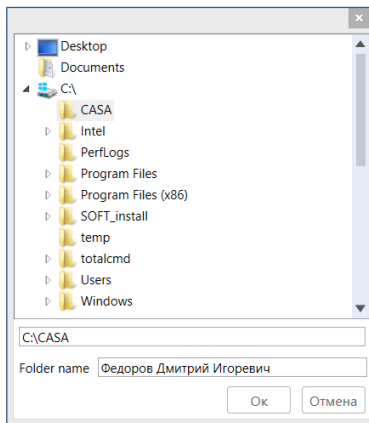 Desktop
Documents
C:\
CASA
Intel
PerfLogs
Program Files
Program Files (x86)
SOFT_install
temp
totalcmd
Users
Windows
C:\CASA
Folder name Федоров Дмитрий Игоревич
Ок Отмена